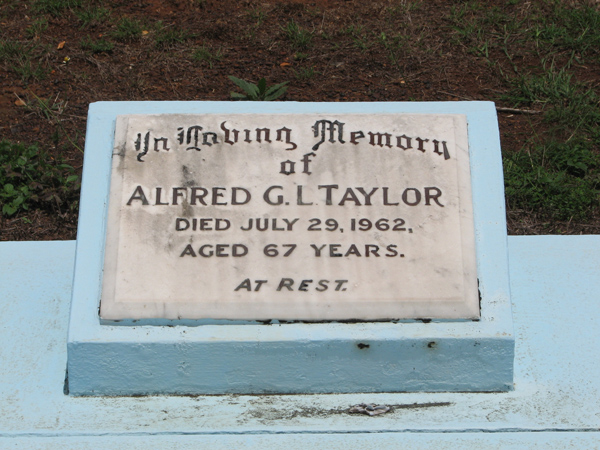 In Loving Memory
of
ALFRED G.L. TAYLOR
DIED JULY 29, 1962,
AGED 67 YEARS.
AT REST.